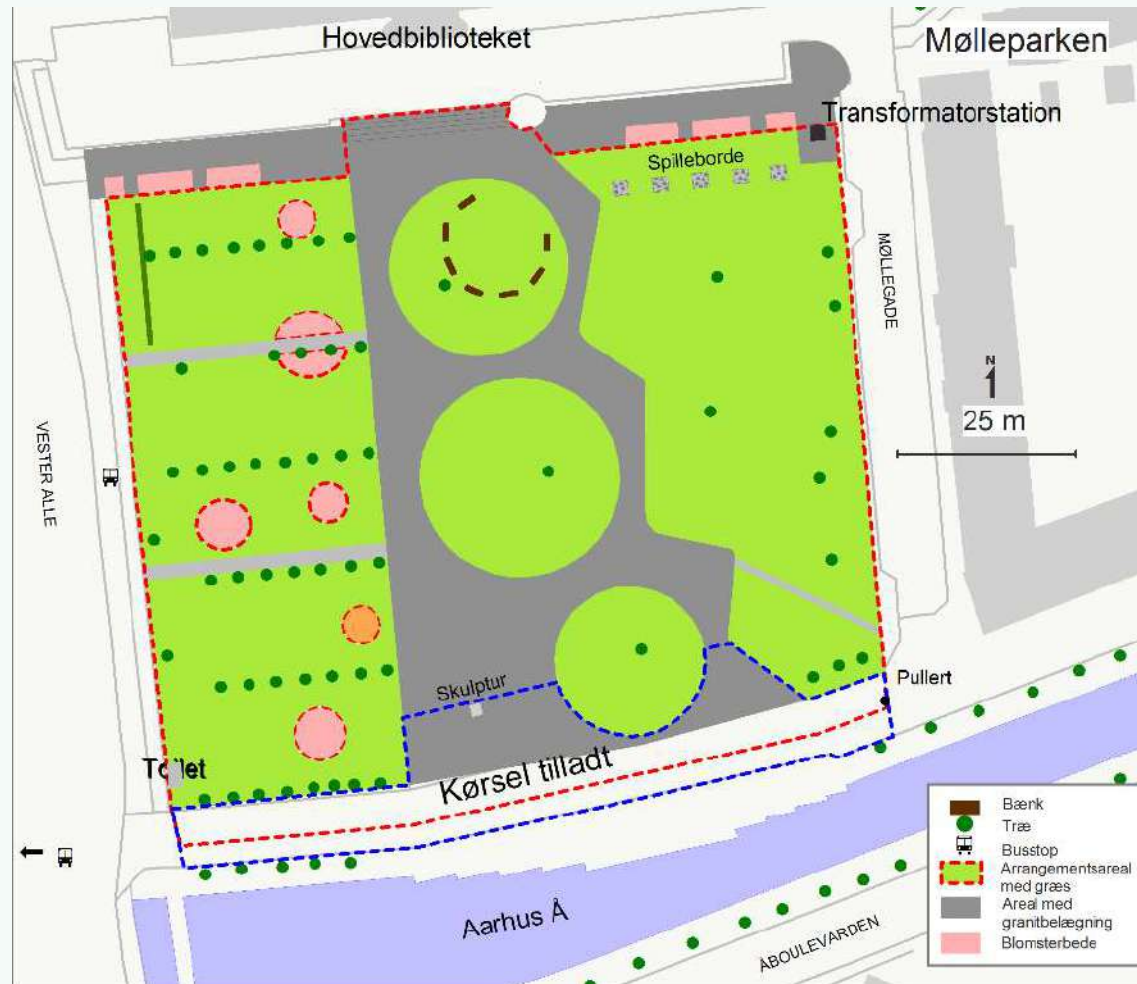 Hovedbiblioteket
Mølleparken
Transformatorstation
Spilleborde
MØLLEGADE
N
25 m
VESTER ALLE
Pullert
Skulptur
Toilet
Kørsel tilladt
Bænk
Træ
Busstop
Arrangementsareal
med græs
Areal med
granitbelægning
Blomsterbede
Aarhus Å
ÅBOULEVARDEN